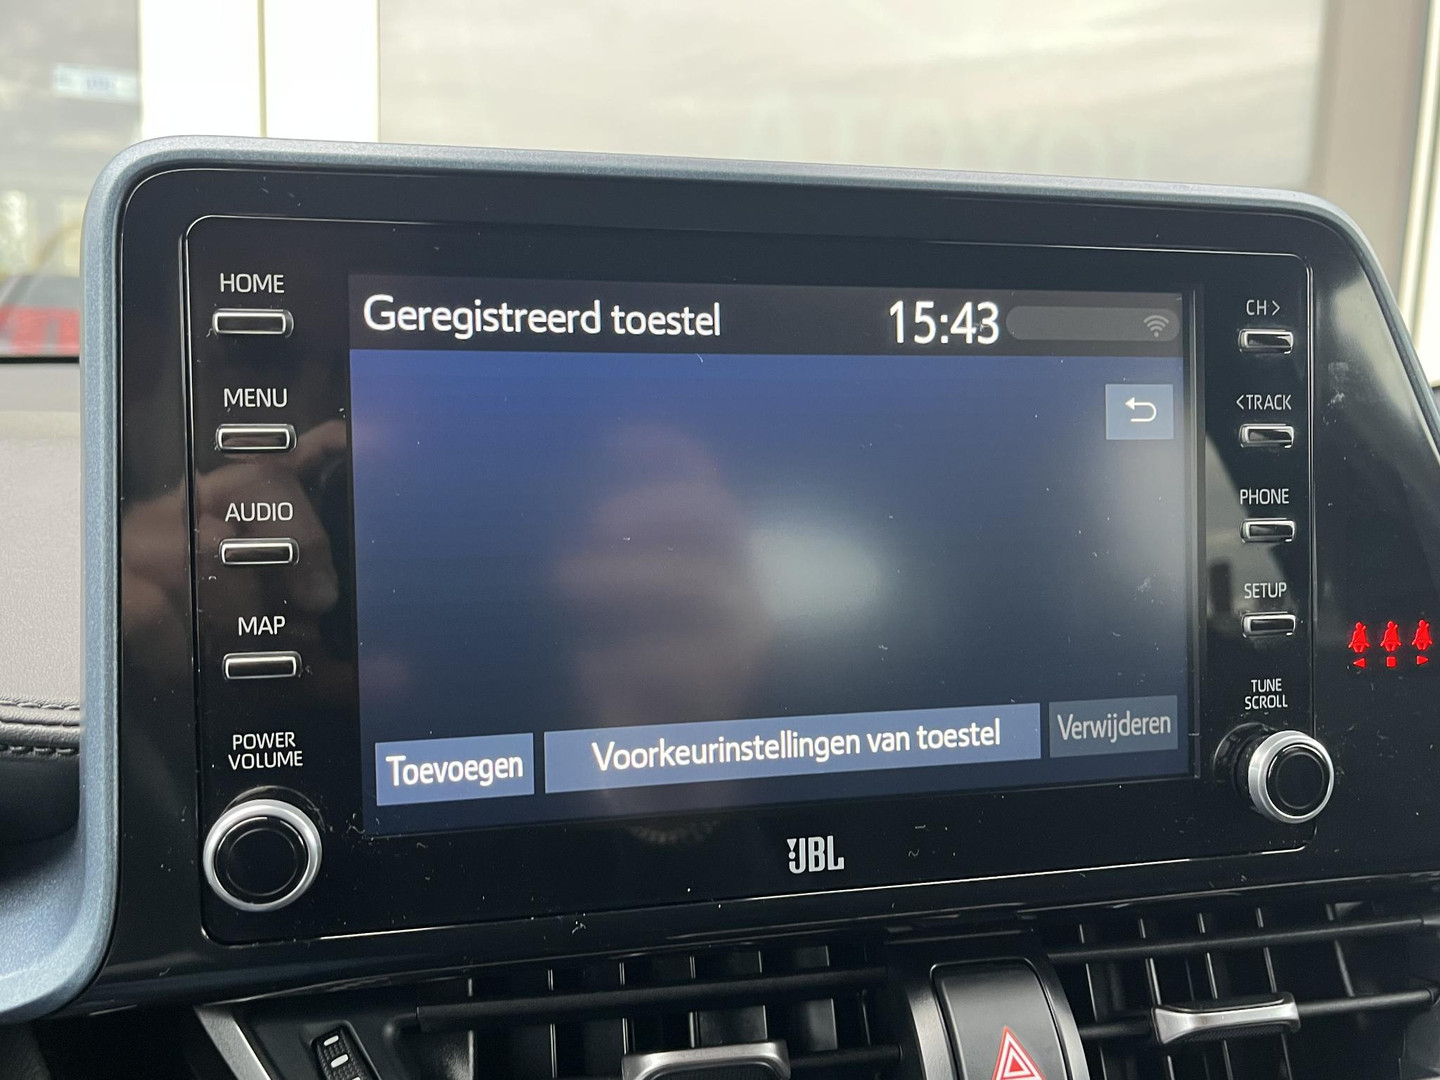 HOME
MENU
AUDIO
MAP
POWER
VOLUME
Geregistreerd toestel 15:43
Toevoegen Voorkeurinstellingen van toestel Verwijderen
JBL
CH >
<TRACK
PHONE
SETUP
TUNE
SCROLL